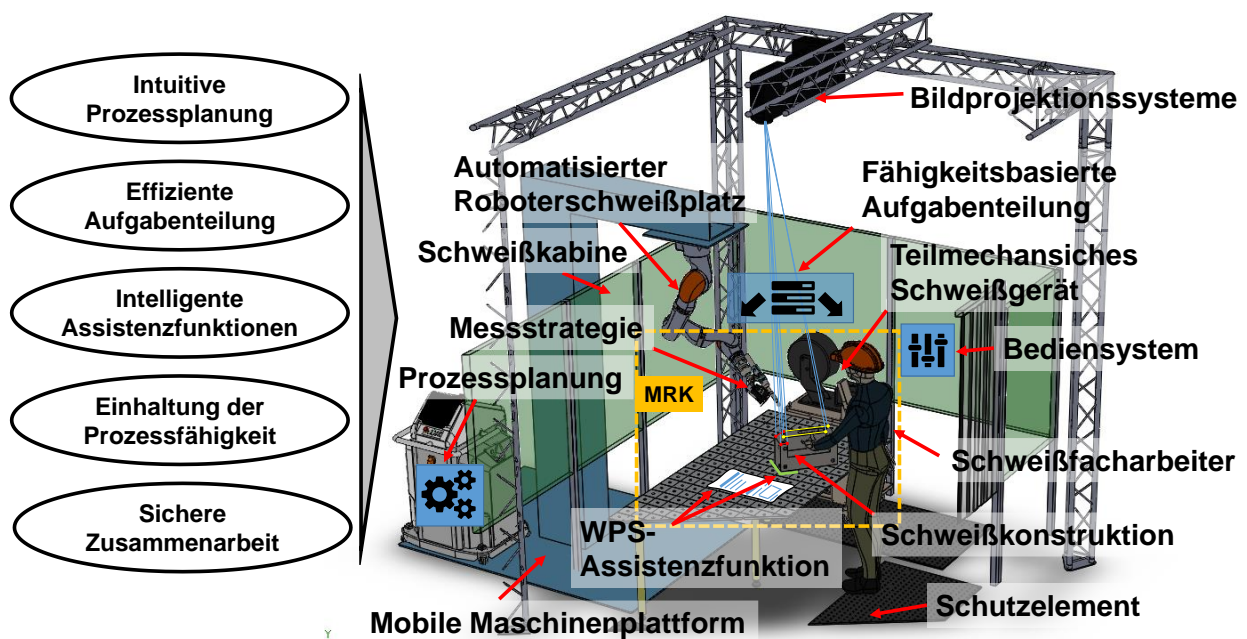 Intuitive
Prozessplanung
Effiziente
Aufgabenteilung
Intelligente
Assistenzfunktionen
Einhaltung der
Prozessfähigkeit
Sichere
Zusammenarbeit
Bildprojektionssysteme
Automatisierter
Roboterschweißplatz
Fähigkeitsbasierte
Aufgabenteilung
Schweißkabine
Teilmechansiches
Schweißgerät
Messstrategie
Bediensystem
Prozessplanung
MRK
Schweißfacharbeiter
WPS-
Assistenzfunktion
Schweißkonstruktion
Schutzelement
Mobile Maschinenplattform
Y